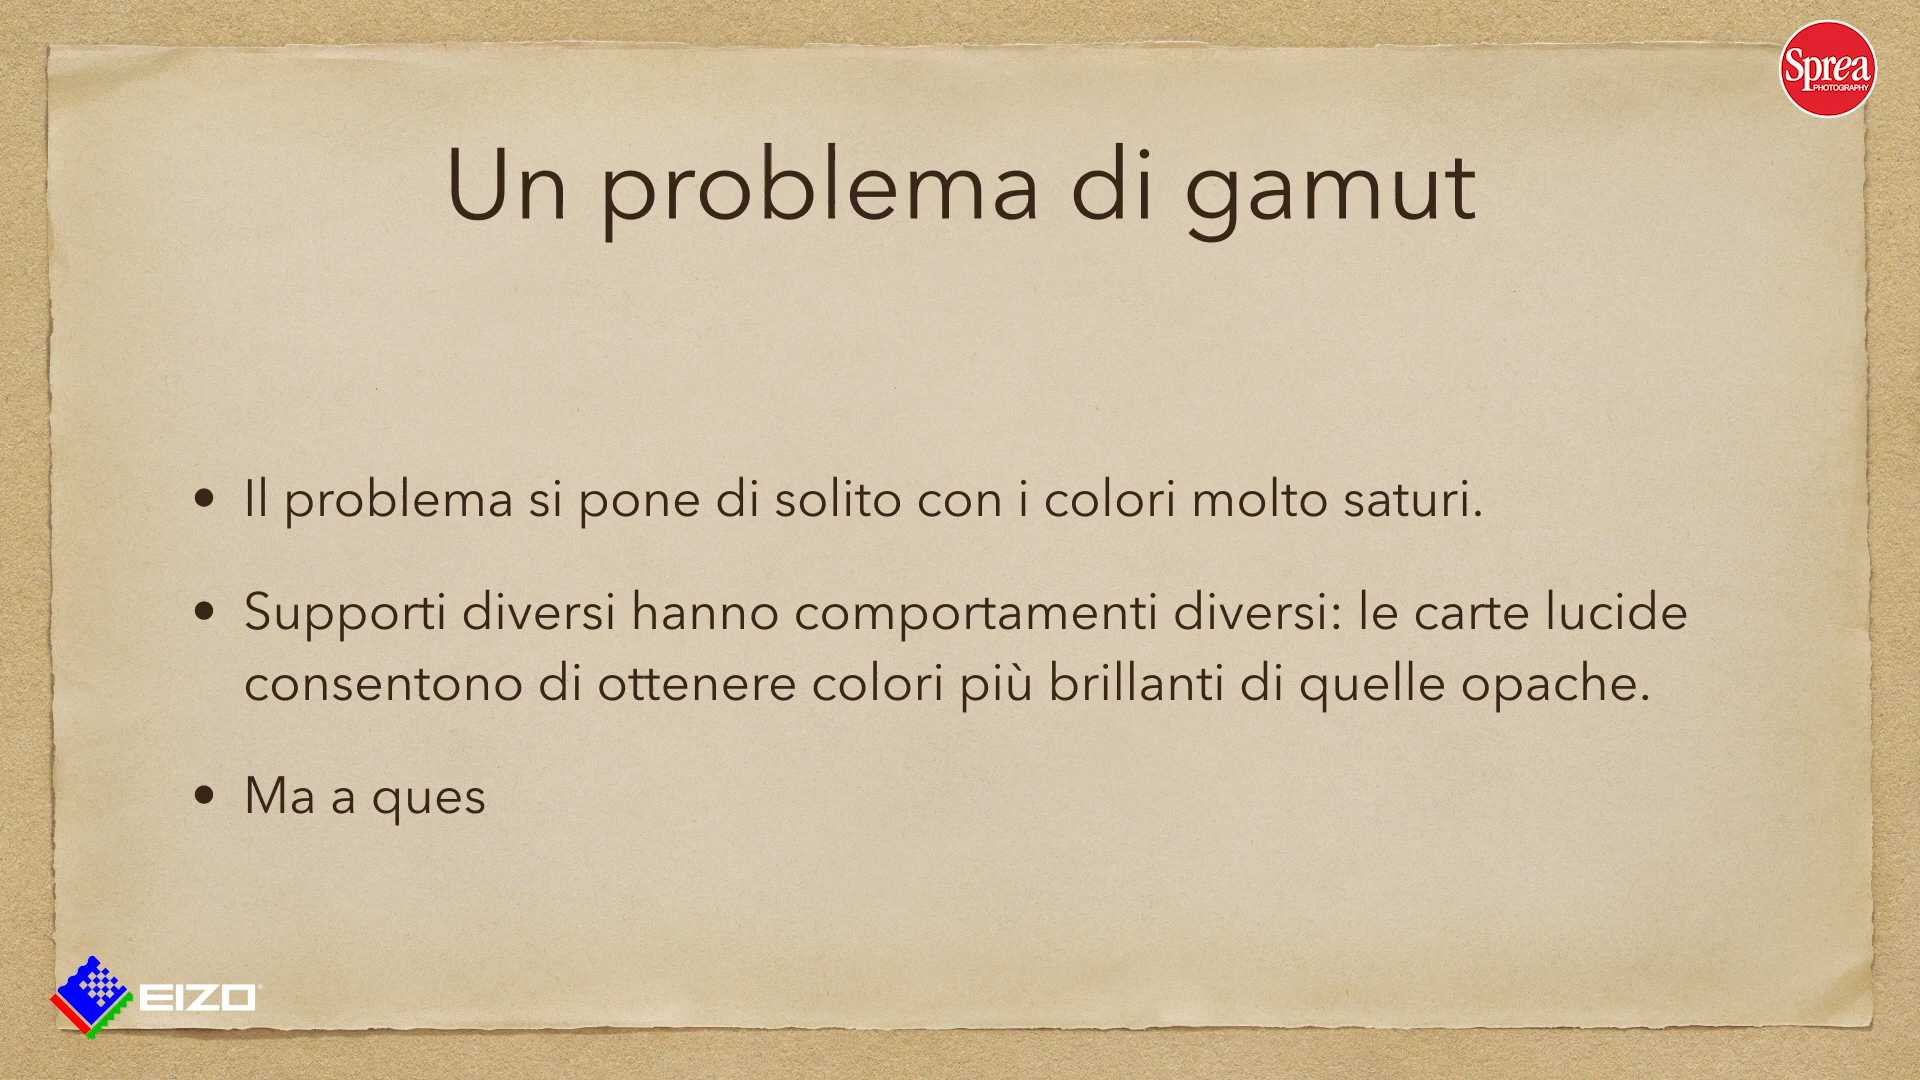 Sprea
PHOTOGRAPHY
Un problema di gamut
• Il problema si pone di solito con i colori molto saturi.
• Supporti diversi hanno comportamenti diversi: le carte lucide
consentono di ottenere colori più brillanti di quelle opache.
• Ma a ques
EIZO